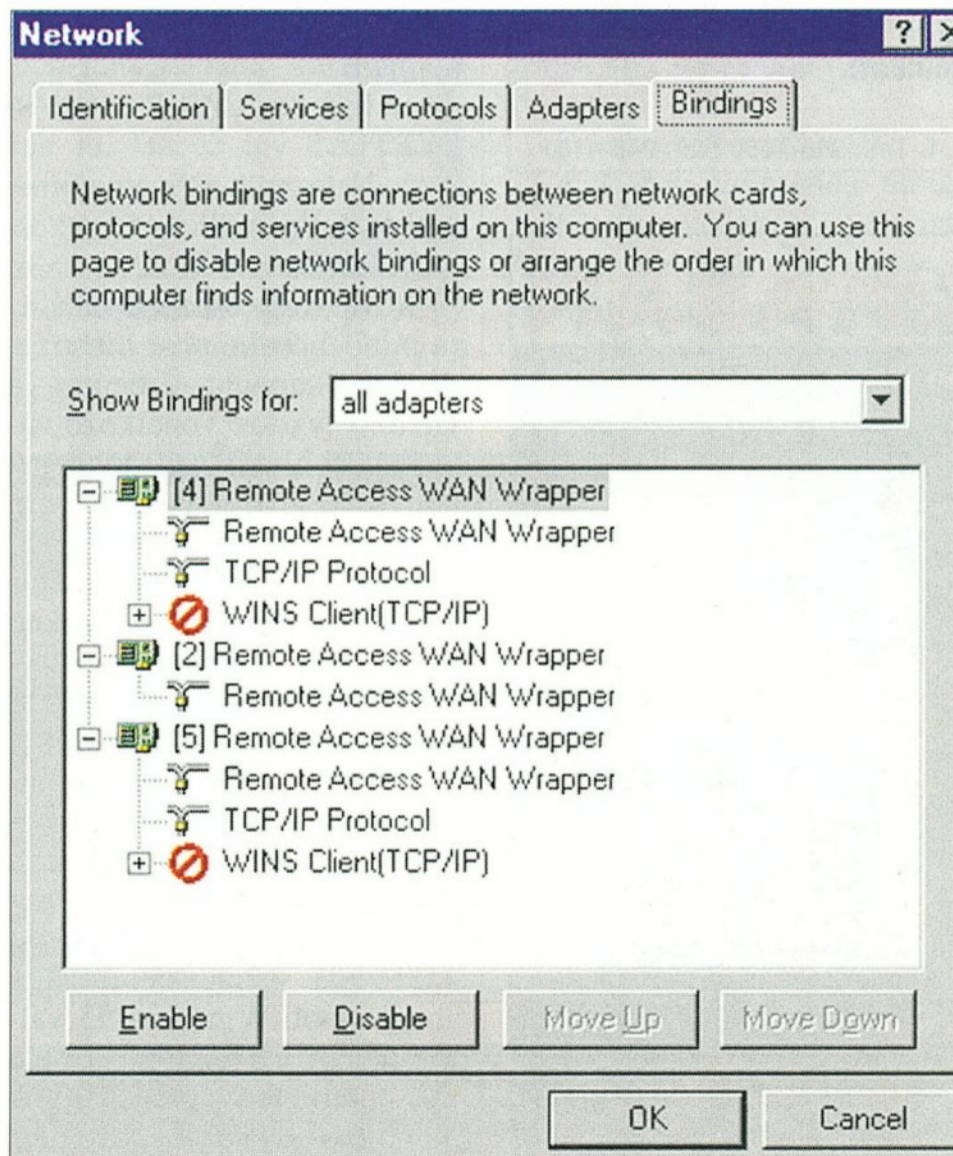 Network
Identification Services Protocols Adapters Bindings
Network bindings are connections between network cards,
protocols, and services installed on this computer. You can use this
page to disable network bindings or arrange the order in which this
computer finds information on the network.
Show Bindings for: all adapters
[4] Remote Access WAN Wrapper
Remote Access WAN Wrapper
TCP/IP Protocol
WINS Client(TCP/IP)
[2] Remote Access WAN Wrapper
Remote Access WAN Wrapper
[5] Remote Access WAN Wrapper
Remote Access WAN Wrapper
TCP/IP Protocol
WINS Client(TCP/IP)
Enable Disable Move Up Move Down
OK Cancel